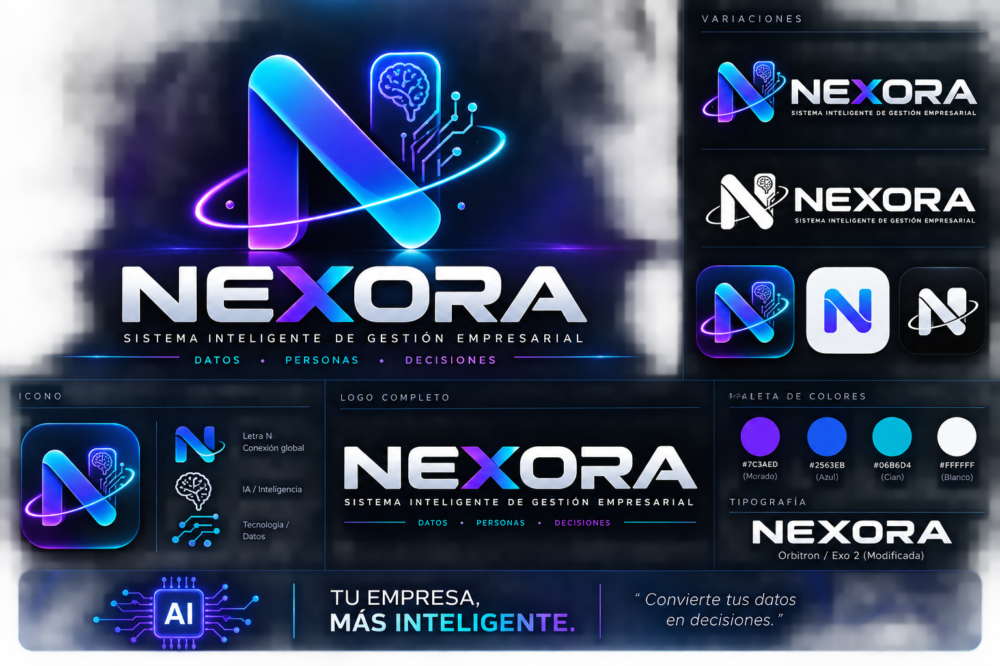 NEXORA
SISTEMA INTELIGENTE DE GESTIÓN EMPRESARIAL
DATOS • PERSONAS • DECISIONES
VARIACIONES
NEXORA
SISTEMA INTELIGENTE DE GESTIÓN EMPRESARIAL
NEXORA
SISTEMA INTELIGENTE DE GESTIÓN EMPRESARIAL
ICONO
Letra N
Conexión global
IA / Inteligencia
Tecnología /
Datos
LOGO COMPLETO
NEXORA
SISTEMA INTELIGENTE DE GESTIÓN EMPRESARIAL
DATOS • PERSONAS • DECISIONES
PALETA DE COLORES
#7C3AED
(Morado)
#2563EB
(Azul)
#06B6D4
(Cian)
#FFFFFF
(Blanco)
TIPOGRAFÍA
NEXORA
Orbitron / Exo 2 (Modificada)
AI
TU EMPRESA,
MÁS INTELIGENTE.
“ Convierte tus datos
en decisiones.”